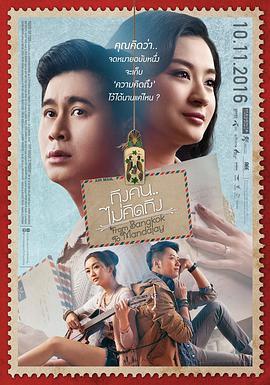 คุณคิดว่า..
จดหมายฉบับหนึ่ง
จะเก็บ
'ความคิดถึง'
ไว้ได้นานแค่ไหน ?
10.11.2016
AIR MAIL
ถึงคน..
ไม่คิดถึง
From Bangkok
to Mandalay